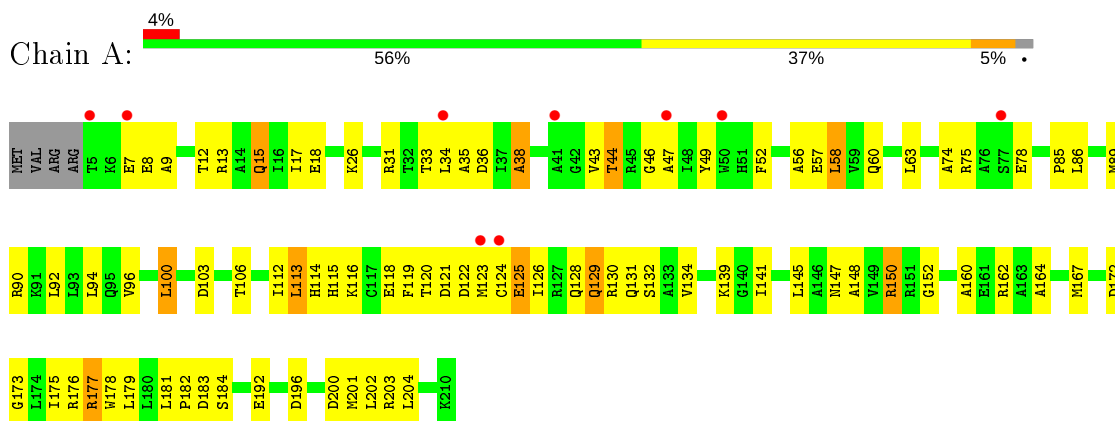 4%
Chain A:
56% 37% 5% •
MET VAL ARG ARG T5 K6 E7 E8 A9 T12 R13 A14 Q15 I16 I17 E18 K26 R31 T32 T33 L34 A35 D36 I37 A38 A41 G42 V43 T44 R45 G46 A47 I48 Y49 W50 H51 F52 A56 E57 L58 V59 Q60 L63 A74 R75 A76 S77 E78 P85 L86 M89
R90 K91 L92 L93 L94 Q95 V96 L100 D103 T106 I112 L113 H114 H115 K116 C117 E118 F119 T120 D121 D122 M123 C124 E125 I126 R127 Q128 Q129 R130 Q131 S132 A133 V134 K139 G140 I141 L145 A146 N147 A148 V149 R150 R151 G152 A160 E161 R162 A163 A164 M167 D172
G173 L174 I175 R176 R177 W178 L179 L180 L181 P182 D183 S184 E192 D196 D200 M201 L202 R203 L204 K210